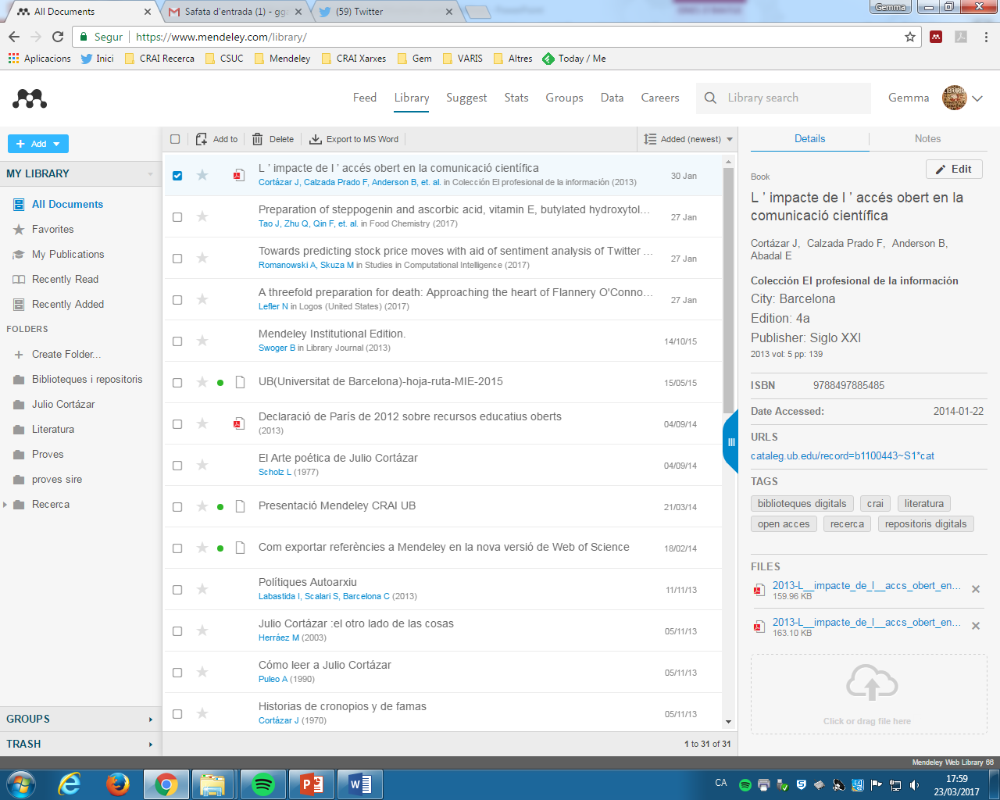 All Documents
Safata d'entrada (1) - gga
(59) Twitter
Gemma
Segur
https://www.mendeley.com/library/
Aplicacions
Inici
CRAI Recerca
CSUC
Mendeley
CRAI Xarxes
Gem
VARIS
Altres
Today / Me
Feed
Library
Suggest
Stats
Groups
Data
Careers
Library search
Gemma
+ Add
MY LIBRARY
All Documents
Favorites
My Publications
Recently Read
Recently Added
FOLDERS
+ Create Folder...
Biblioteques i repositoris
Julio Cortázar
Literatura
Proves
proves sire
Recerca
GROUPS
TRASH
Add to
Delete
Export to MS Word
Added (newest)
L ' impacte de l ' accés obert en la comunicació científica
Cortázar J, Calzada Prado F, Anderson B, et. al. in Colección El profesional de la información (2013)
30 Jan
Preparation of steppogenin and ascorbic acid, vitamin E, butylated hydroxytol...
Tao J, Zhu Q, Qin F, et. al. in Food Chemistry (2017)
27 Jan
Towards predicting stock price moves with aid of sentiment analysis of Twitter ...
Romanowski A, Skuza M in Studies in Computational Intelligence (2017)
27 Jan
A threefold preparation for death: Approaching the heart of Flannery O'Conno...
Lefler N in Logos (United States) (2017)
27 Jan
Mendeley Institutional Edition.
Swoger B in Library Journal (2013)
14/10/15
UB(Universitat de Barcelona)-hoja-ruta-MIE-2015
15/05/15
Declaració de París de 2012 sobre recursos educatius oberts
(2013)
04/09/14
El Arte poética de Julio Cortázar
Scholz L (1977)
04/09/14
Presentació Mendeley CRAI UB
21/03/14
Com exportar referències a Mendeley en la nova versió de Web of Science
18/02/14
Polítiques Autoarxiu
Labastida I, Scalari S, Barcelona C (2013)
11/11/13
Julio Cortázar :el otro lado de las cosas
Herráez M (2003)
05/11/13
Cómo leer a Julio Cortázar
Puleo A (1990)
05/11/13
Historias de cronopios y de famas
Cortázar J (1970)
05/11/13
1 to 31 of 31
Details
Notes
Edit
Book
L ' impacte de l ' accés obert en la
comunicació científica
Cortázar J, Calzada Prado F, Anderson B,
Abadal E
Colección El profesional de la información
City: Barcelona
Edition: 4a
Publisher: Siglo XXI
2013 vol: 5 pp: 139
ISBN 9788497885485
Date Accessed: 2014-01-22
URLS
cataleg.ub.edu/record=b1100443~S1*cat
TAGS
biblioteques digitals
crai
literatura
open acces
recerca
repositoris digitals
FILES
2013-L__impacte_de_l__accs_obert_en...
159.96 KB
2013-L__impacte_de_l__accs_obert_en...
163.10 KB
Click or drag file here
Mendeley Web Library 66
CA
17:59
23/03/2017